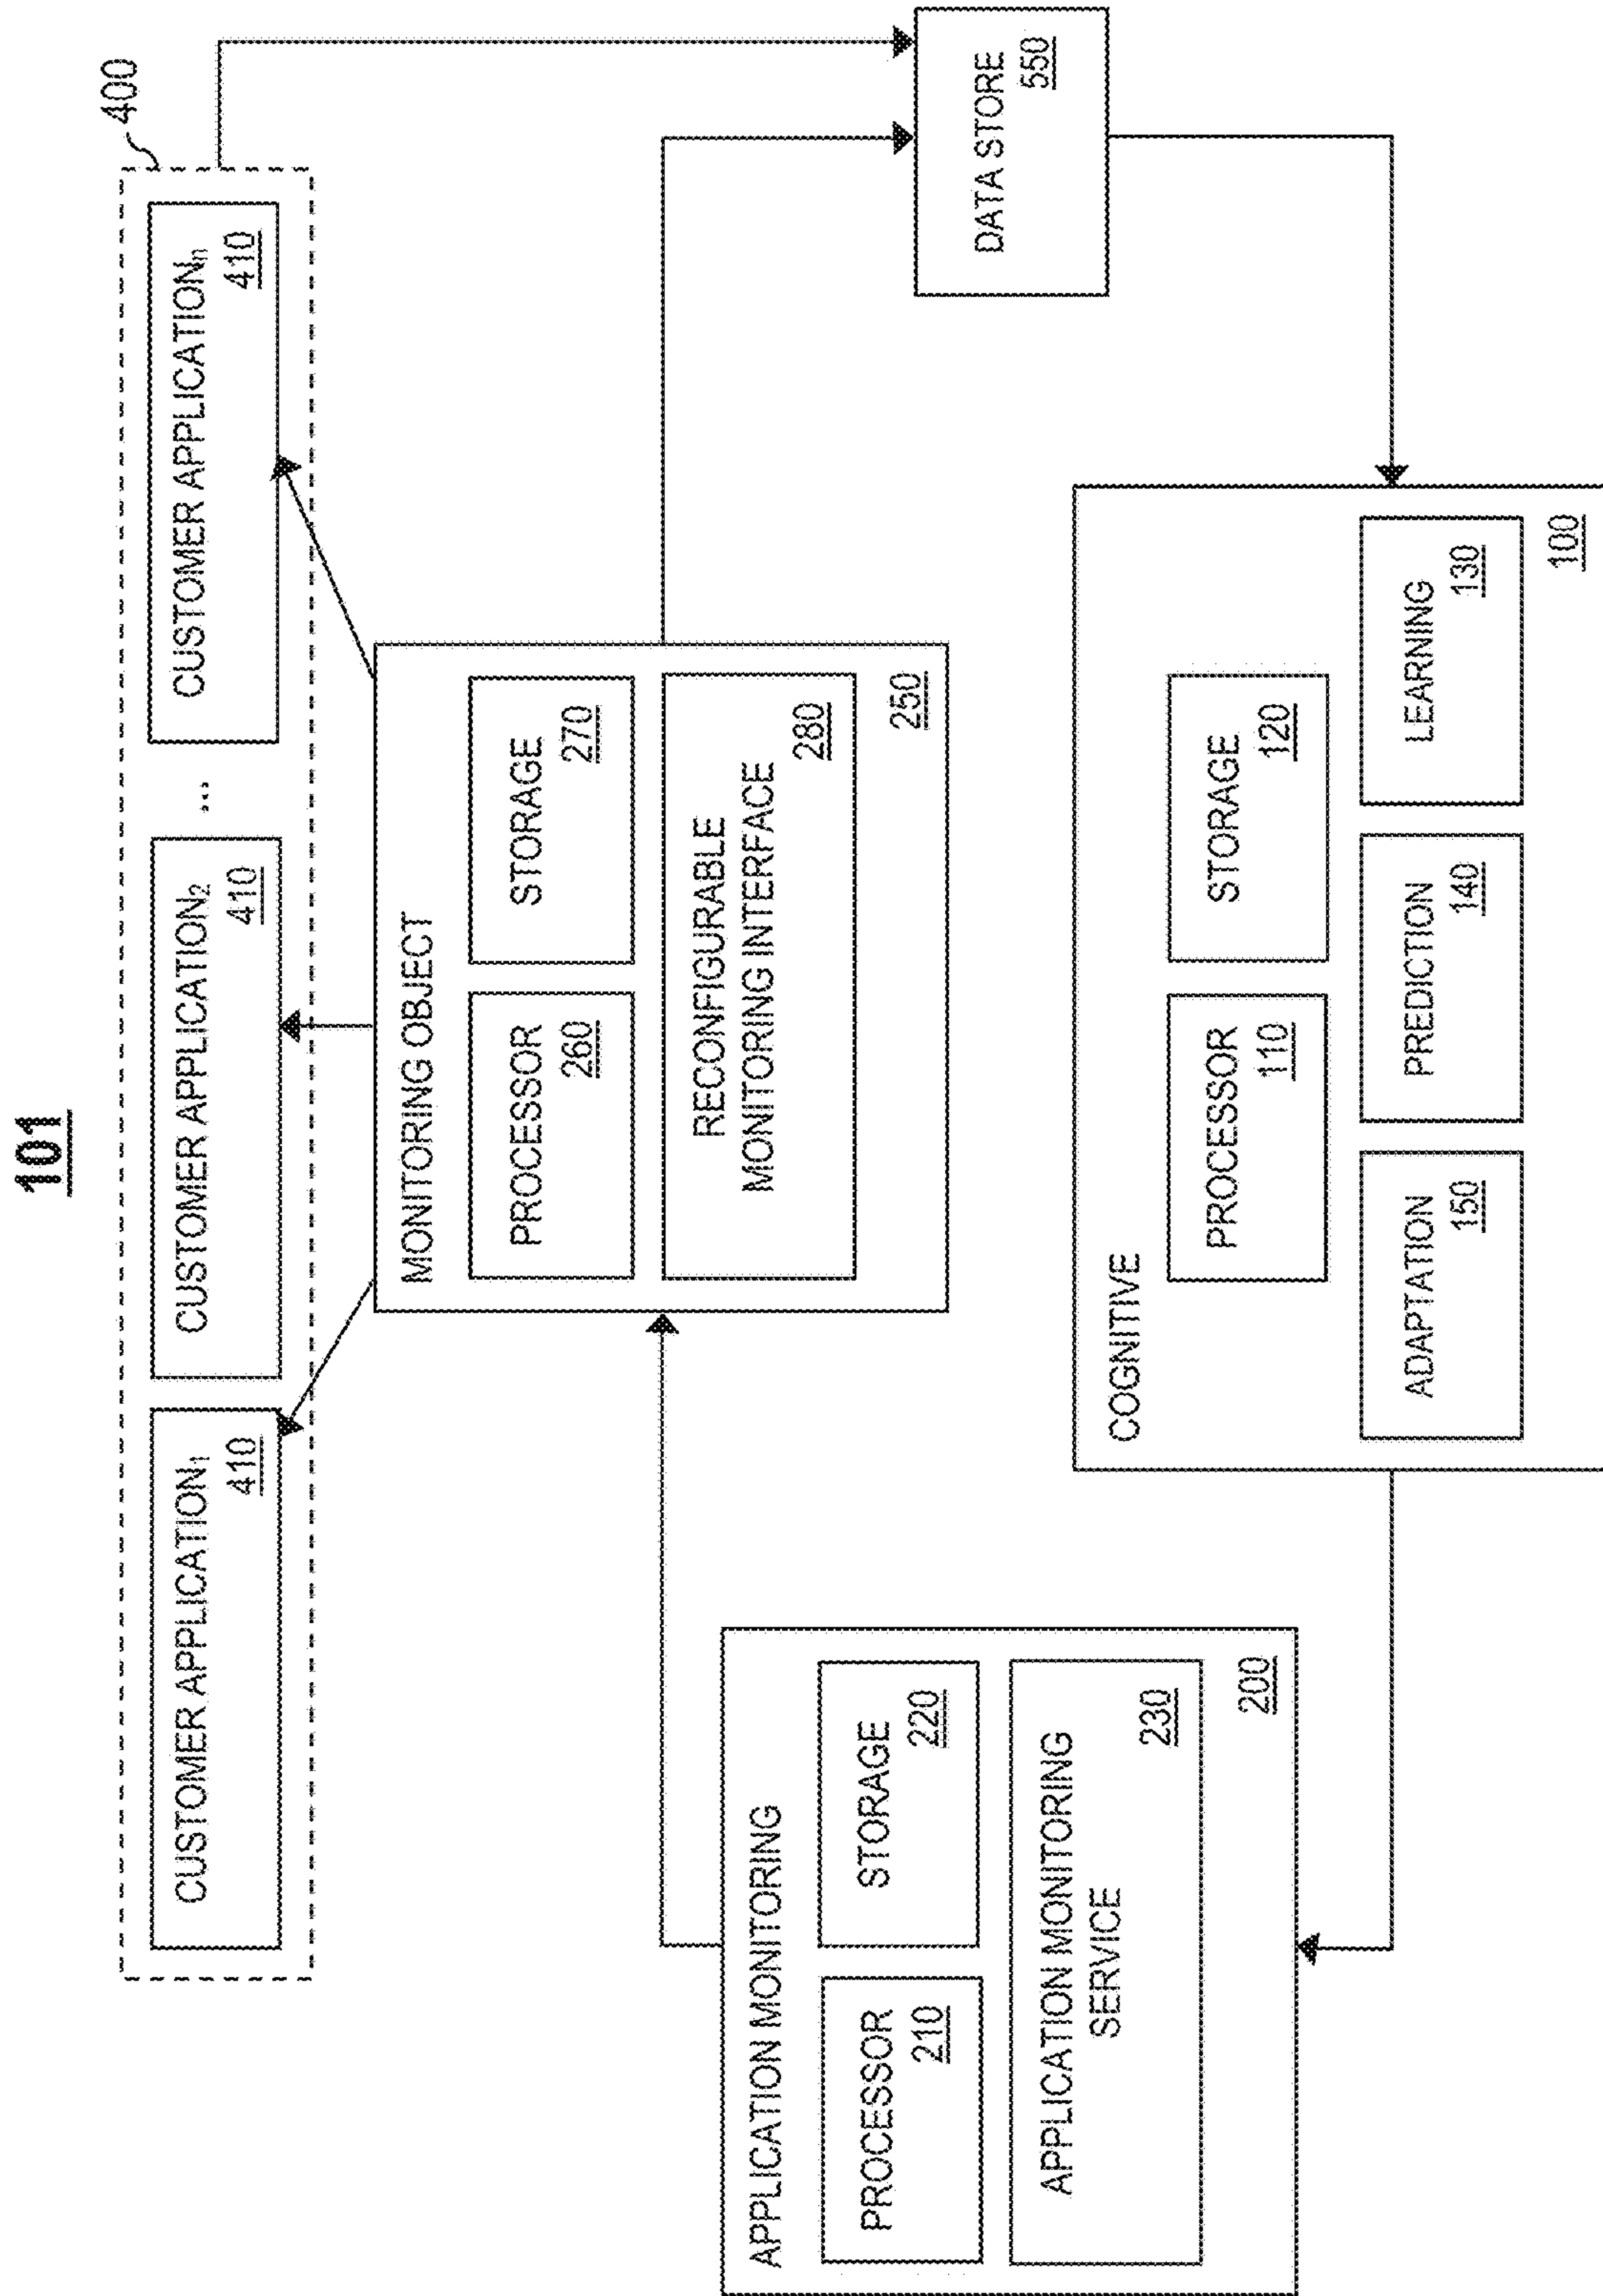 101
400
CUSTOMER APPLICATION1
410
CUSTOMER APPLICATION2
410
...
CUSTOMER APPLICATIONn
410
MONITORING OBJECT
PROCESSOR
260
STORAGE
270
RECONFIGURABLE
MONITORING INTERFACE
280
250
APPLICATION MONITORING
PROCESSOR
210
STORAGE
220
APPLICATION MONITORING
SERVICE
230
200
DATA STORE
550
COGNITIVE
PROCESSOR
110
STORAGE
120
ADAPTATION
150
PREDICTION
140
LEARNING
130
100